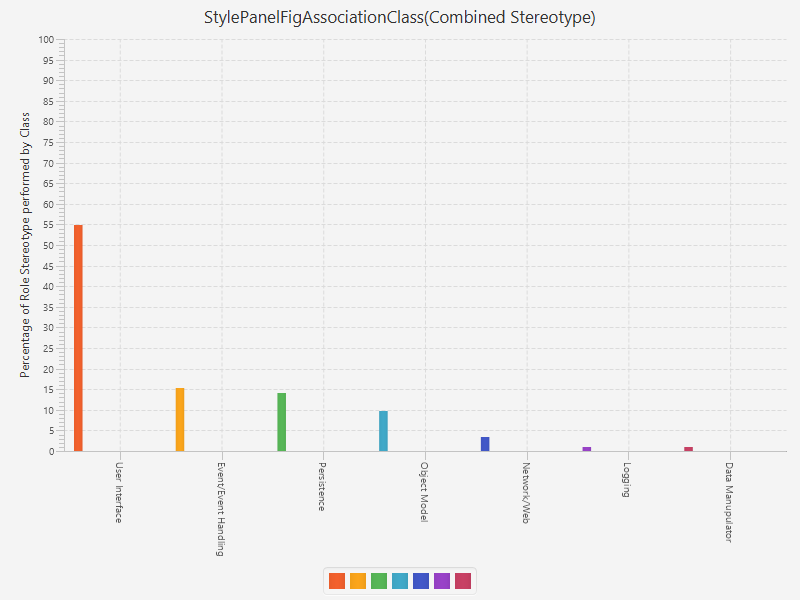 StylePanelFigAssociationClass(Combined Stereotype)
Percentage of Role Stereotype performed by Class
100
95
90
85
80
75
70
65
60
55
50
45
40
35
30
25
20
15
10
5
0
User Interface
Event/Event Handling
Persistence
Object Model
Network/Web
Logging
Data Manupulator